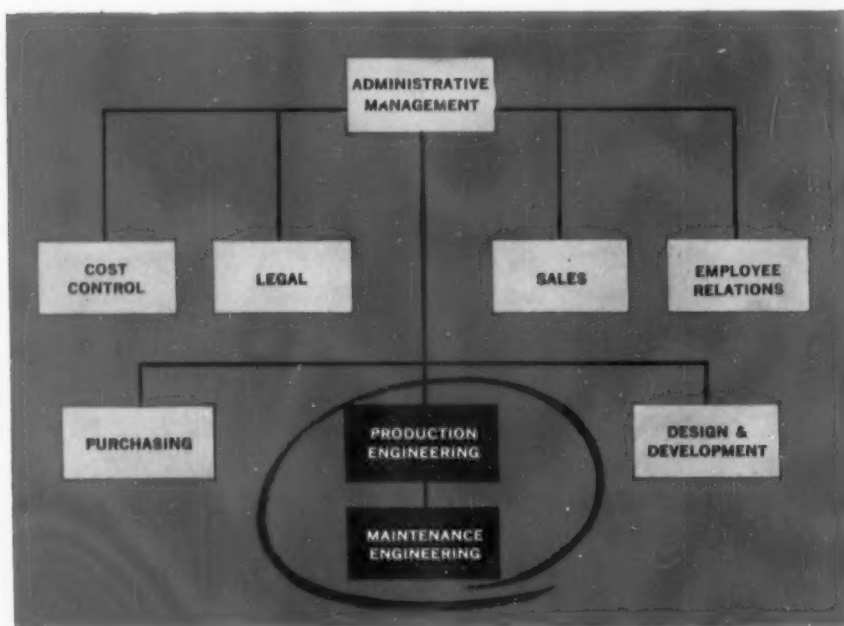 ADMINISTRATIVE
MANAGEMENT
COST
CONTROL
LEGAL
SALES
EMPLOYEE
RELATIONS
PURCHASING
PRODUCTION
ENGINEERING
DESIGN &
DEVELOPMENT
MAINTENANCE
ENGINEERING